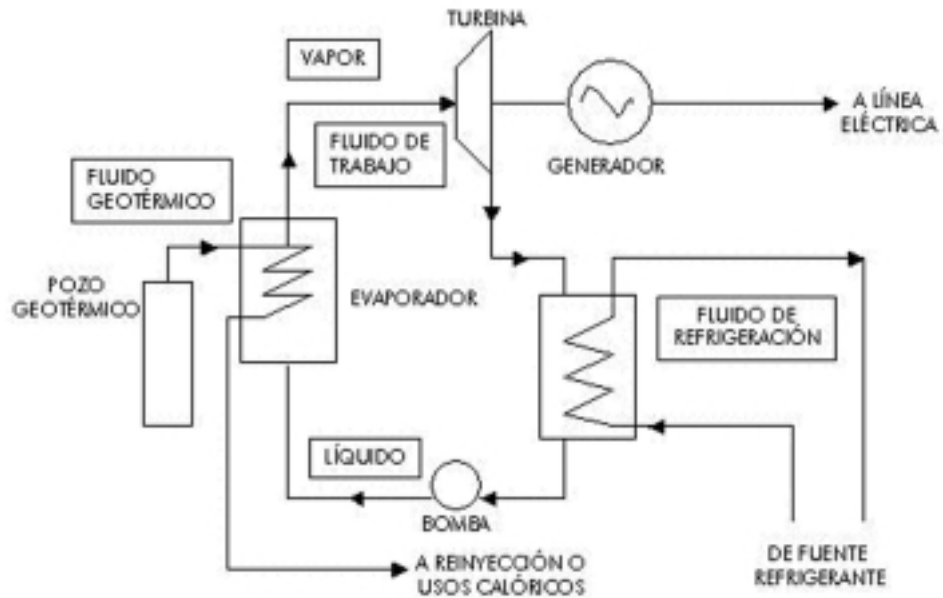 TURBINA
VAPOR
A LÍNEA
ELÉCTRICA
FLUIDO DE
TRABAJO
GENERADOR
FLUIDO
GEOTÉRMICO
POZO
GEOTÉRMICO
EVAPORADOR
FLUIDO DE
REFRIGERACIÓN
LÍQUIDO
BOMBA
A REINYECCIÓN O
USOS CALÓRICOS
DE FUENTE
REFRIGERANTE